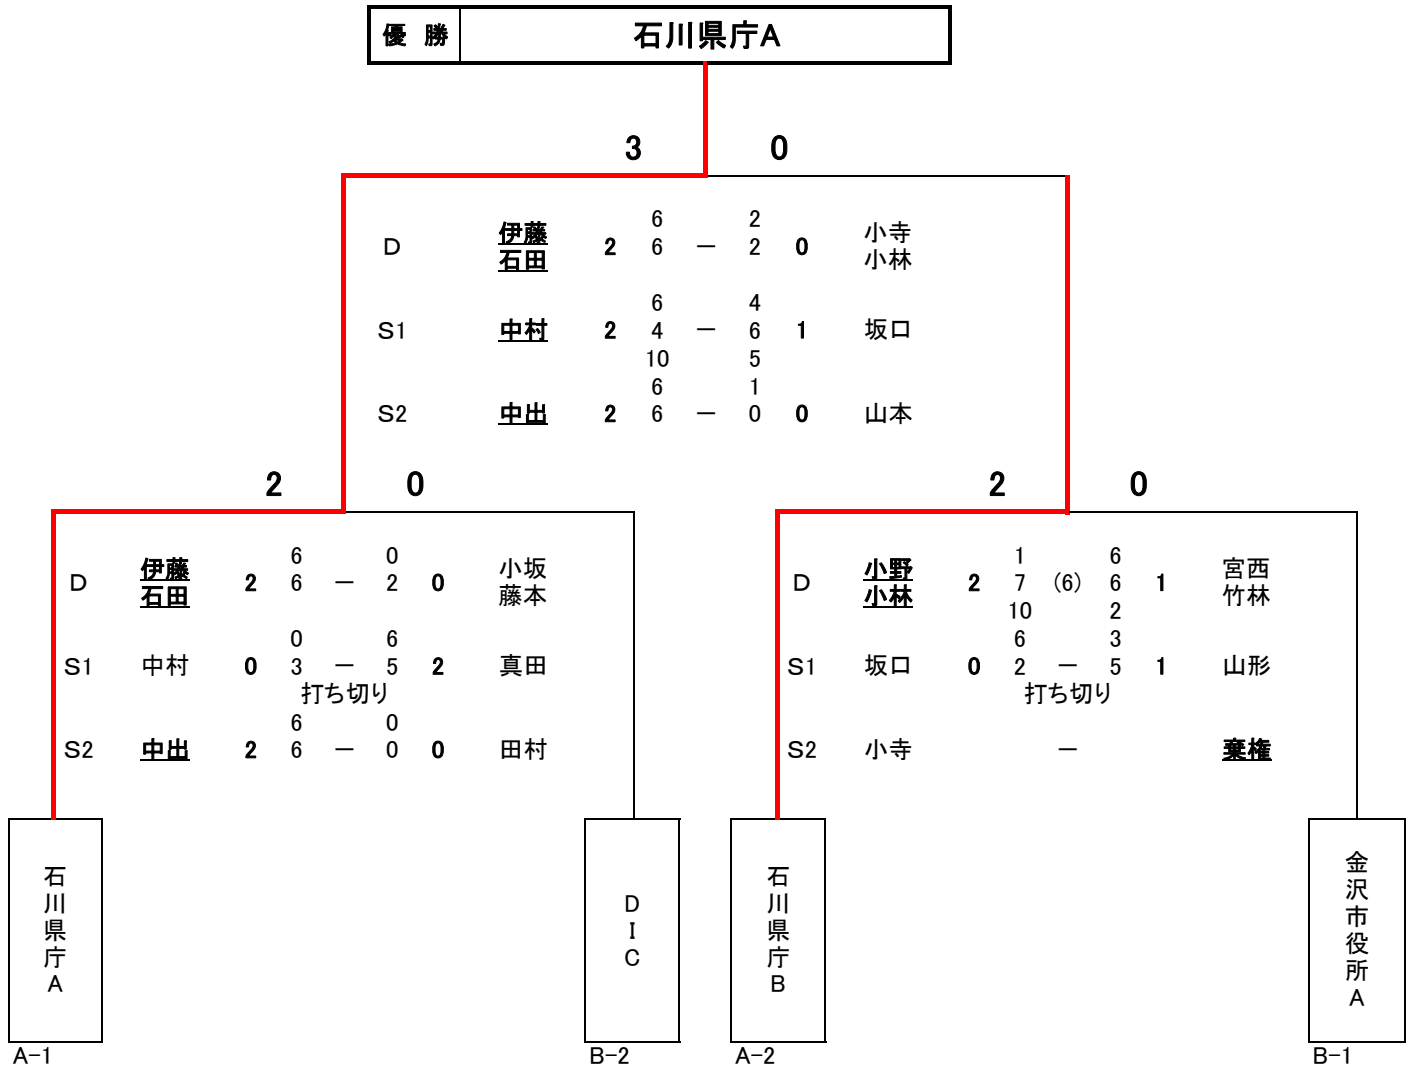 優 勝 石川県庁A
3 0
D 伊藤 石田 2 6 6 － 2 2 0 小寺 小林
S1 中村 2 6 4 10 － 4 6 5 1 坂口
S2 中出 2 6 6 － 1 0 0 山本
2 0
D 伊藤 石田 2 6 6 － 0 2 0 小坂 藤本
S1 中村 0 0 3 － 6 5 2 真田
打ち切り
S2 中出 2 6 6 － 0 0 0 田村
2 0
D 小野 小林 2 1 7 10 (6) 6 6 2 1 宮西 竹林
S1 坂口 0 6 2 － 3 5 1 山形
打ち切り
S2 小寺 － 棄権
石川県庁A
A-1
DIC
B-2
石川県庁B
A-2
金沢市役所A
B-1